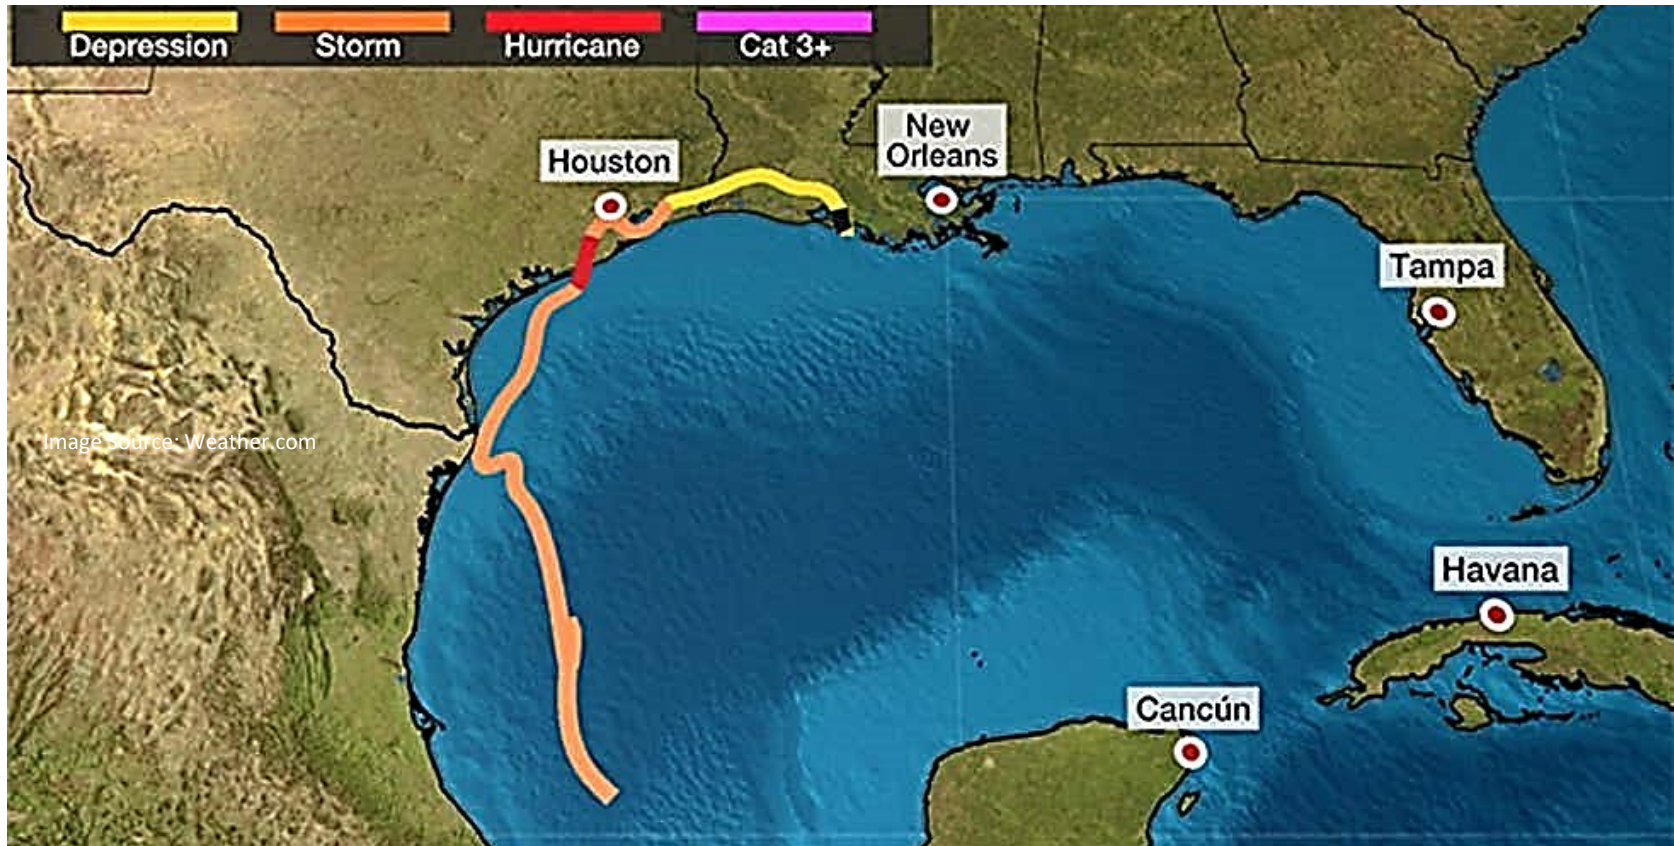 Depression
Storm
Hurricane
Cat 3+
Houston
New
Orleans
Tampa
Image Source: Weather.com
Havana
Cancún